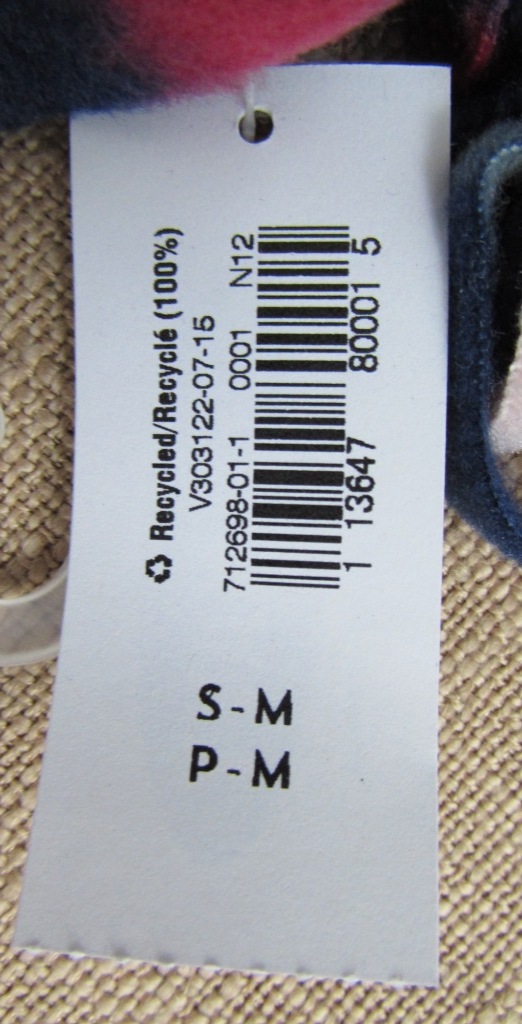 Recycled/Recyclé (100%)
V303122-07-15
712698-01-1 0001 N12
1 13647 80001 5
S-M
P-M